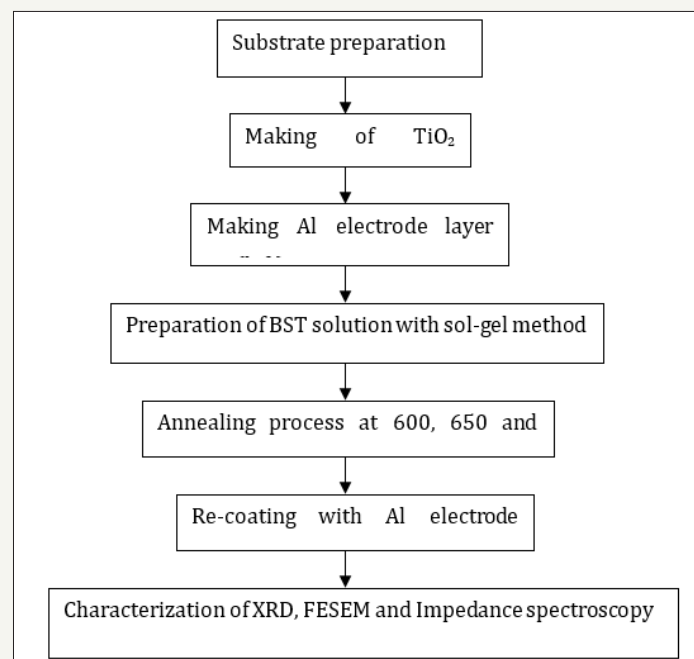 Substrate preparation
Making of TiO₂
Making Al electrode layer
Preparation of BST solution with sol-gel method
Annealing process at 600, 650 and
Re-coating with Al electrode
Characterization of XRD, FESEM and Impedance spectroscopy